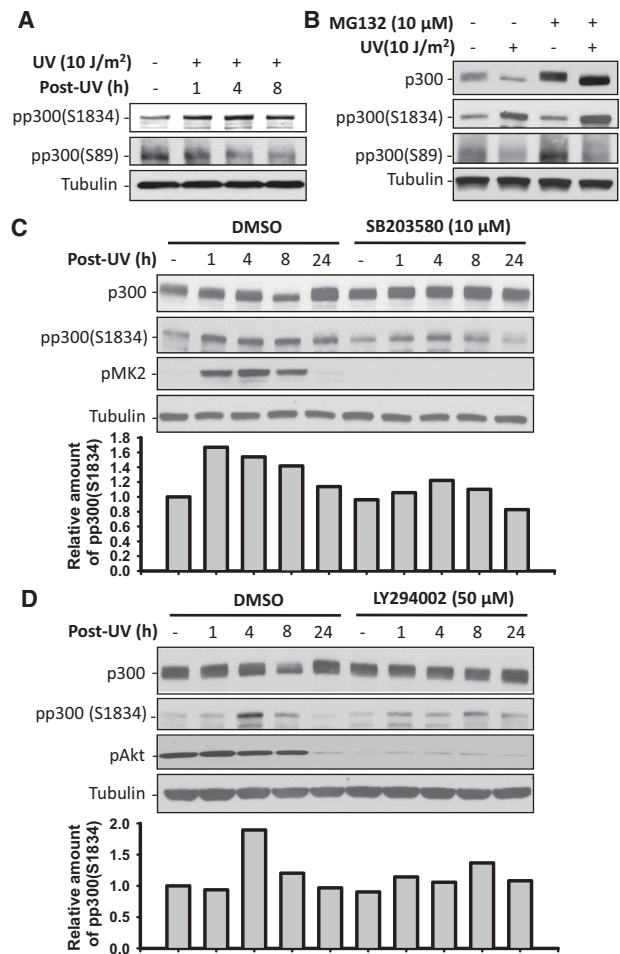 A
UV (10 J/m²) - + + +
Post-UV (h) - 1 4 8
pp300(S1834)
pp300(S89)
Tubulin
B
MG132 (10 µM) - - + +
UV(10 J/m²) - + - +
p300
pp300(S1834)
pp300(S89)
Tubulin
C
DMSO SB203580 (10 µM)
Post-UV (h) - 1 4 8 24 - 1 4 8 24
p300
pp300(S1834)
pMK2
Tubulin
Relative amount
of pp300(S1834)
1.8
1.6
1.4
1.2
1.0
0.8
0.6
0.4
0.2
0.0
D
DMSO LY294002 (50 µM)
Post-UV (h) - 1 4 8 24 - 1 4 8 24
p300
pp300 (S1834)
pAkt
Tubulin
Relative amount
of pp300(S1834)
2.0
1.5
1.0
0.5
0.0